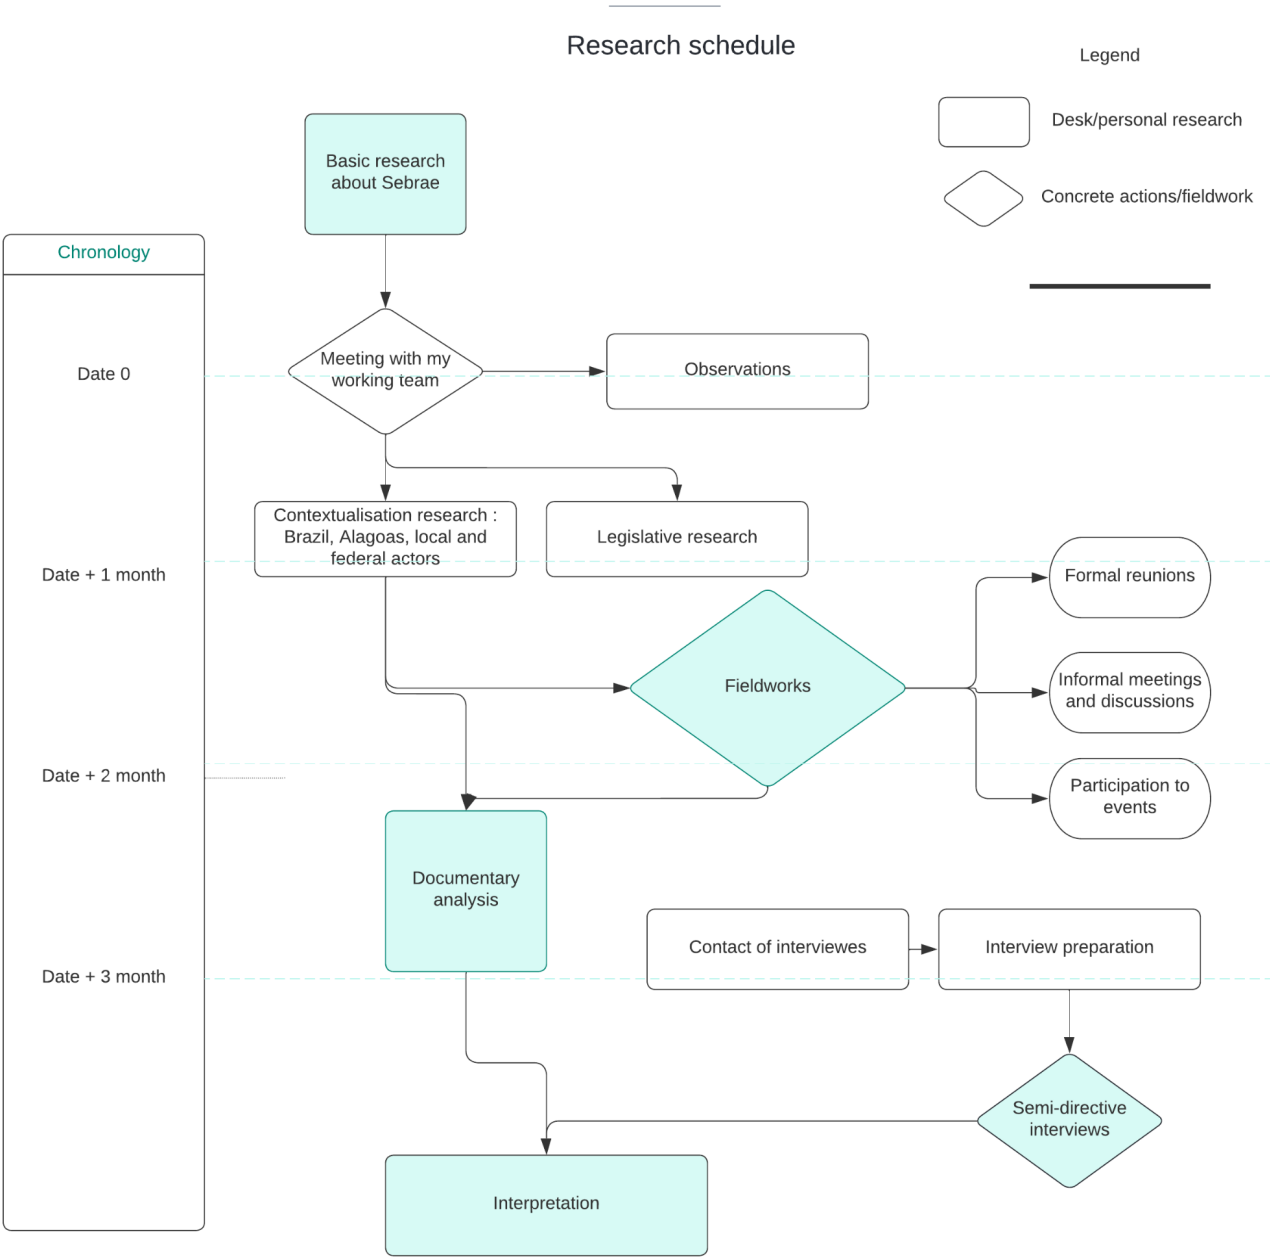 Research schedule
Legend
Desk/personal research
Concrete actions/fieldwork
Basic research
about Sebrae
Chronology
Date 0
Meeting with my
working team
Observations
Contextualisation research :
Brazil, Alagoas, local and
federal actors
Legislative research
Date + 1 month
Formal reunions
Fieldworks
Informal meetings
and discussions
Date + 2 month
Participation to
events
Documentary
analysis
Contact of interviewes
Interview preparation
Date + 3 month
Semi-directive
interviews
Interpretation